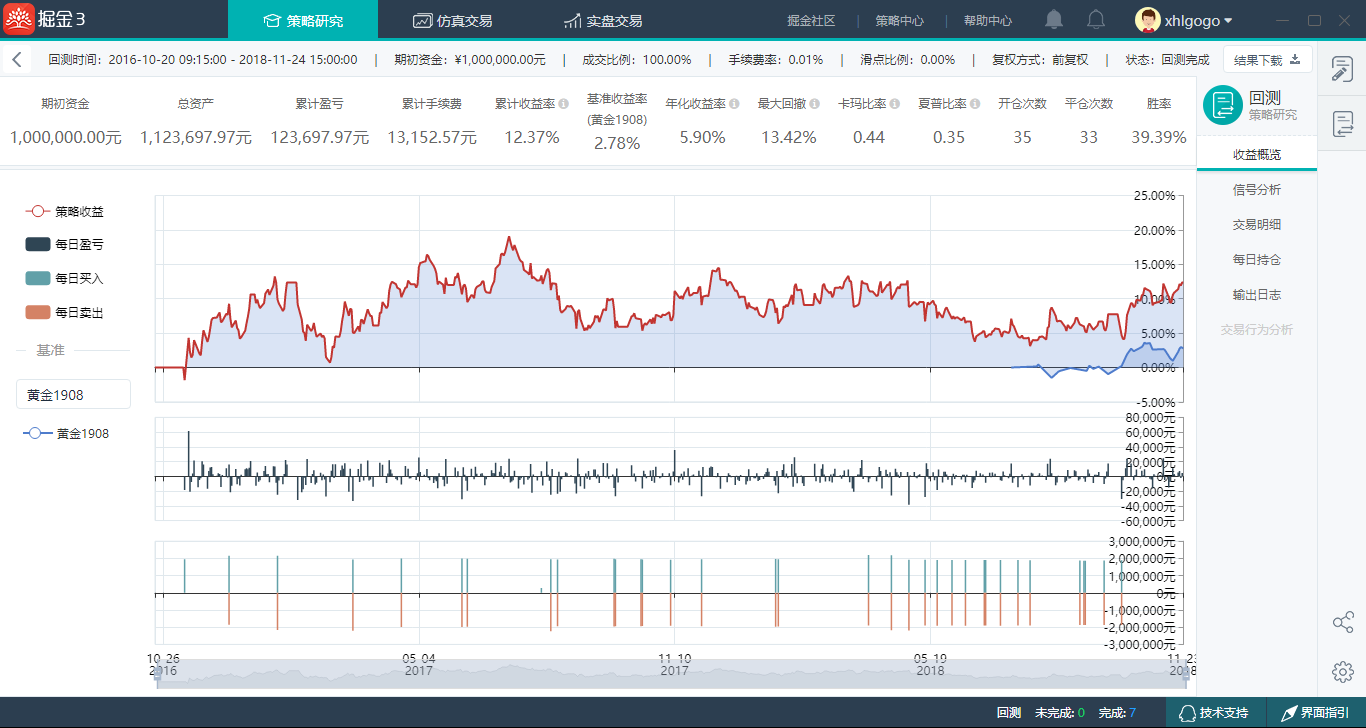 掘金3
策略研究
仿真交易
实盘交易
掘金社区
策略中心
帮助中心
xhlgogo
回测时间：2016-10-20 09:15:00 - 2018-11-24 15:00:00
期初资金：¥1,000,000.00元
成交比例：100.00%
手续费率：0.01%
滑点比例：0.00%
复权方式：前复权
状态：回测完成
结果下载
期初资金
1,000,000.00元
总资产
1,123,697.97元
累计盈亏
123,697.97元
累计手续费
13,152.57元
累计收益率
12.37%
基准收益率
(黄金1908)
2.78%
年化收益率
5.90%
最大回撤
13.42%
卡玛比率
0.44
夏普比率
0.35
开仓次数
35
平仓次数
33
胜率
39.39%
回测
策略研究
收益概览
信号分析
交易明细
每日持仓
输出日志
交易行为分析
策略收益
每日盈亏
每日买入
每日卖出
基准
黄金1908
黄金1908
25.00%
20.00%
15.00%
10.00%
5.00%
0.00%
-5.00%
80,000元
60,000元
40,000元
20,000元
0元
-20,000元
-40,000元
-60,000元
3,000,000元
2,000,000元
1,000,000元
0元
-1,000,000元
-2,000,000元
-3,000,000元
10-26
2016
05-04
2017
11-10
2017
05-19
2018
11-23
2018
回测
未完成: 0
完成: 7
技术支持
界面指引